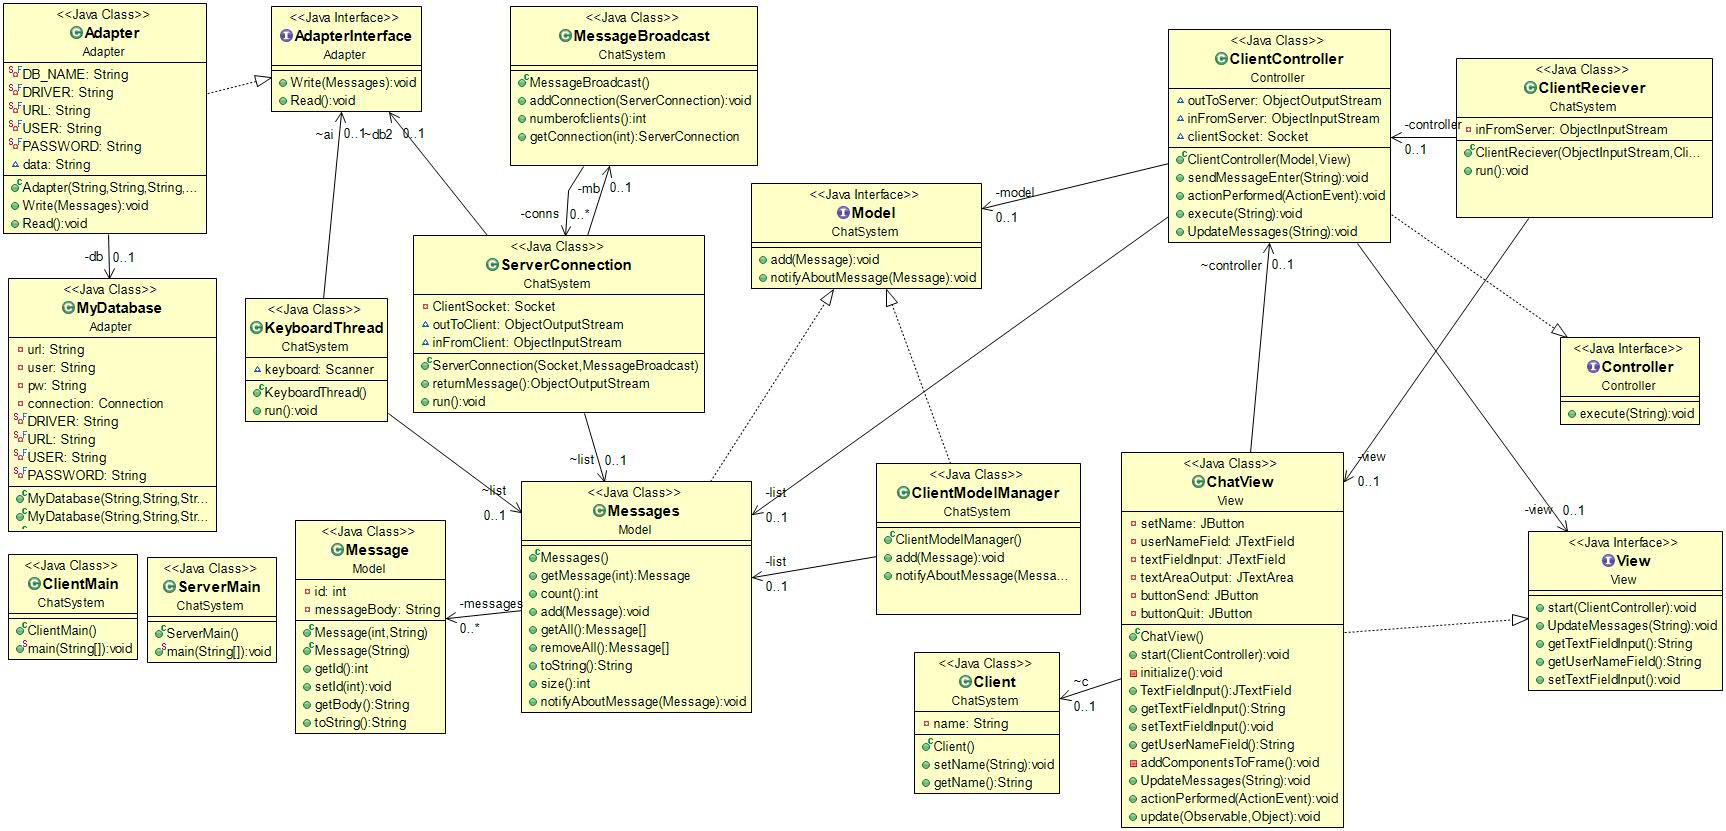 <<Java Class>>
Adapter
Adapter
DB_NAME: String
DRIVER: String
URL: String
USER: String
PASSWORD: String
data: String
Adapter(String,String,String,...
Write(Messages):void
Read():void
<<Java Interface>>
AdapterInterface
Adapter
Write(Messages):void
Read():void
<<Java Class>>
MessageBroadcast
ChatSystem
MessageBroadcast()
addConnection(ServerConnection):void
numberofclients():int
getConnection(int):ServerConnection
<<Java Class>>
ClientController
Controller
outToServer: ObjectOutputStream
inFromServer: ObjectInputStream
clientSocket: Socket
ClientController(Model,View)
sendMessageEnter(String):void
actionPerformed(ActionEvent):void
execute(String):void
UpdateMessages(String):void
<<Java Class>>
ClientReciever
ChatSystem
inFromServer: ObjectInputStream
ClientReciever(ObjectInputStream,Cli...
run():void
-controller
0..1
~ai
0..1
~db2
0..1
-mb
0..1
-conns
0..*
-model
0..1
<<Java Interface>>
Model
ChatSystem
add(Message):void
notifyAboutMessage(Message):void
-db
0..1
<<Java Class>>
MyDatabase
Adapter
url: String
user: String
pw: String
connection: Connection
DRIVER: String
URL: String
USER: String
PASSWORD: String
MyDatabase(String,String,Str...
MyDatabase(String,String,Str...
<<Java Class>>
KeyboardThread
ChatSystem
keyboard: Scanner
KeyboardThread()
run():void
<<Java Class>>
ServerConnection
ChatSystem
ClientSocket: Socket
outToClient: ObjectOutputStream
inFromClient: ObjectInputStream
ServerConnection(Socket,MessageBroadcast)
returnMessage():ObjectOutputStream
run():void
~controller
0..1
<<Java Interface>>
Controller
Controller
execute(String):void
~list
0..1
~list
0..1
-list
0..1
-list
0..1
-view
0..1
-view
0..1
<<Java Class>>
ClientMain
ChatSystem
ClientMain()
main(String[]):void
<<Java Class>>
ServerMain
ChatSystem
ServerMain()
main(String[]):void
<<Java Class>>
Message
Model
id: int
messageBody: String
Message(int,String)
Message(String)
getId():int
setId(int):void
getBody():String
toString():String
-messages
0..*
<<Java Class>>
Messages
Model
Messages()
getMessage(int):Message
count():int
add(Message):void
getAll():Message[]
removeAll():Message[]
toString():String
size():int
notifyAboutMessage(Message):void
<<Java Class>>
ClientModelManager
ChatSystem
ClientModelManager()
add(Message):void
notifyAboutMessage(Messa...
<<Java Class>>
Client
ChatSystem
name: String
Client()
setName(String):void
getName():String
~c
0..1
<<Java Class>>
ChatView
View
setName: JButton
userNameField: JTextField
textFieldInput: JTextField
textAreaOutput: JTextArea
buttonSend: JButton
buttonQuit: JButton
ChatView()
start(ClientController):void
initialize():void
TextFieldInput():JTextField
getTextFieldInput():String
setTextFieldInput():void
getUserNameField():String
addComponentsToFrame():void
UpdateMessages(String):void
actionPerformed(ActionEvent):void
update(Observable,Object):void
<<Java Interface>>
View
View
start(ClientController):void
UpdateMessages(String):void
getTextFieldInput():String
getUserNameField():String
setTextFieldInput():void